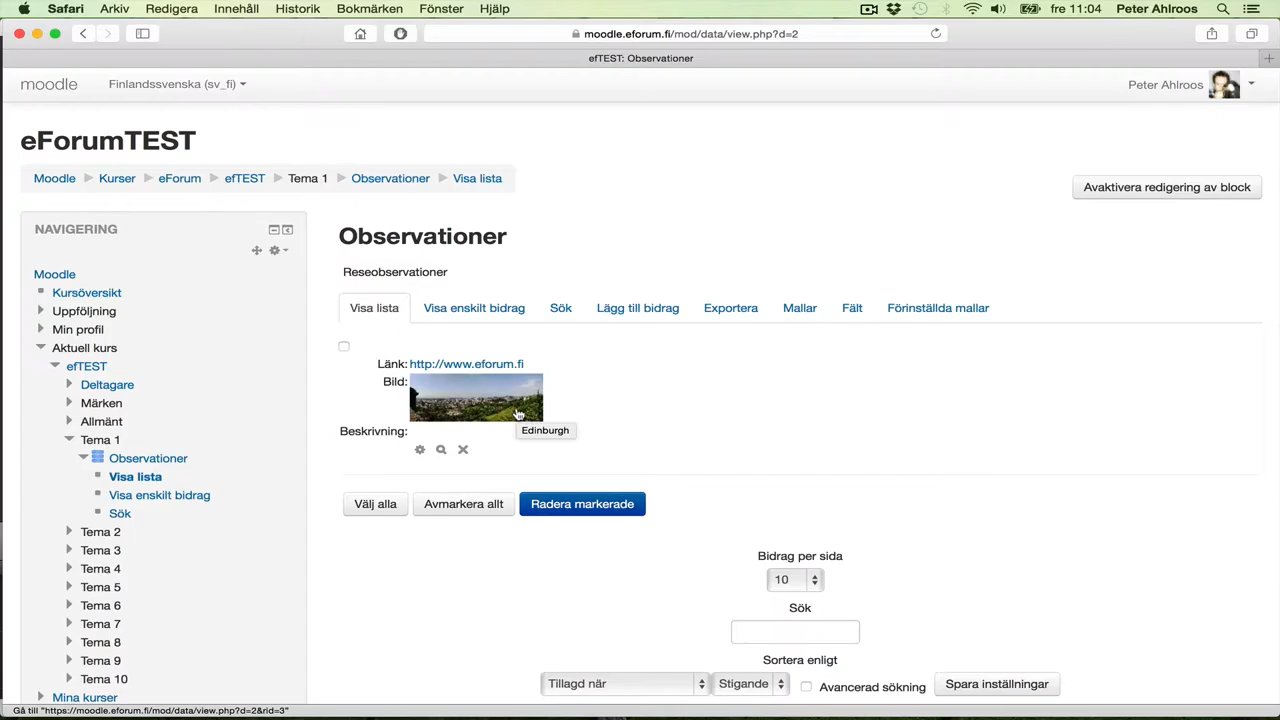 Safari Arkiv Redigera Innehåll Historik Bokmärken Fönster Hjälp fre 11:04 Peter Ahlroos
moodle.eforum.fi/mod/data/view.php?d=2
efTEST: Observationer
moodle Finlandssvenska (sv_fi) Peter Ahlroos
eForumTEST
Moodle Kurser eForum efTEST Tema 1 Observationer Visa lista
Avaktivera redigering av block
NAVIGERING
Moodle
Kursöversikt
Uppföljning
Min profil
Aktuell kurs
efTEST
Deltagare
Märken
Allmänt
Tema 1
Observationer
Visa lista
Visa enskilt bidrag
Sök
Tema 2
Tema 3
Tema 4
Tema 5
Tema 6
Tema 7
Tema 8
Tema 9
Tema 10
Mina kurser
Observationer
Reseobservationer
Visa lista Visa enskilt bidrag Sök Lägg till bidrag Exportera Mallar Fält Förinställda mallar
Länk: http://www.eforum.fi
Bild:
Edinburgh
Beskrivning:
Välj alla Avmarkera allt Radera markerade
Bidrag per sida
10
Sök
Sortera enligt
Tillagd när Stigande Avancerad sökning Spara inställningar
Gå till "https://moodle.eforum.fi/mod/data/view.php?d=2&rid=3"